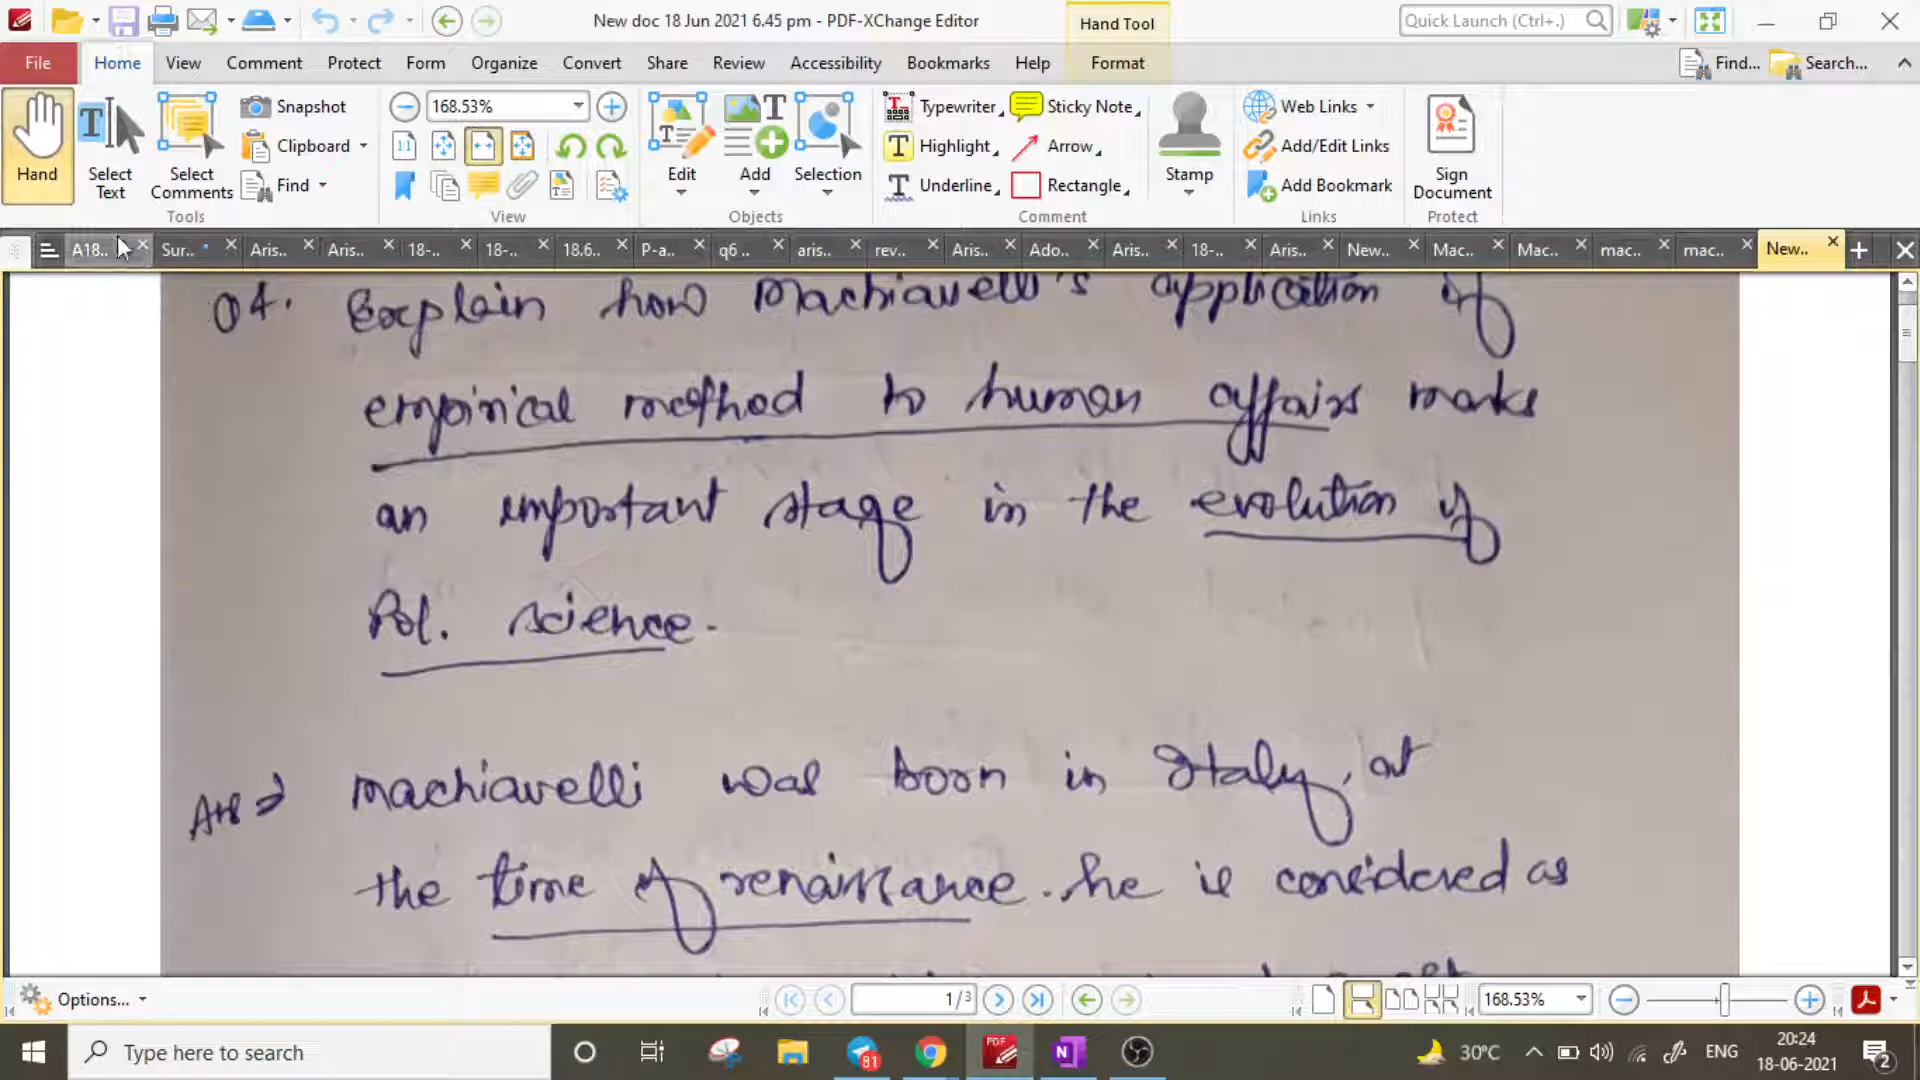 New doc 18 Jun 2021 6.45 pm - PDF-XChange Editor
Hand Tool
Quick Launch (Ctrl+.)
File Home View Comment Protect Form Organize Convert Share Review Accessibility Bookmarks Help Format Find... Search...
Hand
Select Text
Select Comments
Snapshot
Clipboard
Find
Tools
168.53%
View
Edit
Add
Selection
Objects
Typewriter Sticky Note
Highlight Arrow
Underline Rectangle
Stamp
Comment
Web Links
Add/Edit Links
Add Bookmark
Links
Sign Document
Protect
A18.. Sur.. Aris.. Aris.. 18-.. 18-.. 18.6.. P-a.. q6 .. aris.. rev.. Aris.. Ado.. Aris.. 18-.. Aris.. New.. Mac.. Mac.. mac.. mac.. New..
Q4. Explain how Machiavelli's application of
empirical method to human affairs marks
an important stage in the evolution of
Pol. science.
Ans machiavelli was born in Italy, at
the time of renaissance. he is considered as
Options... 1/3 168.53%
Type here to search
81
30°C ENG 20:24
18-06-2021
2